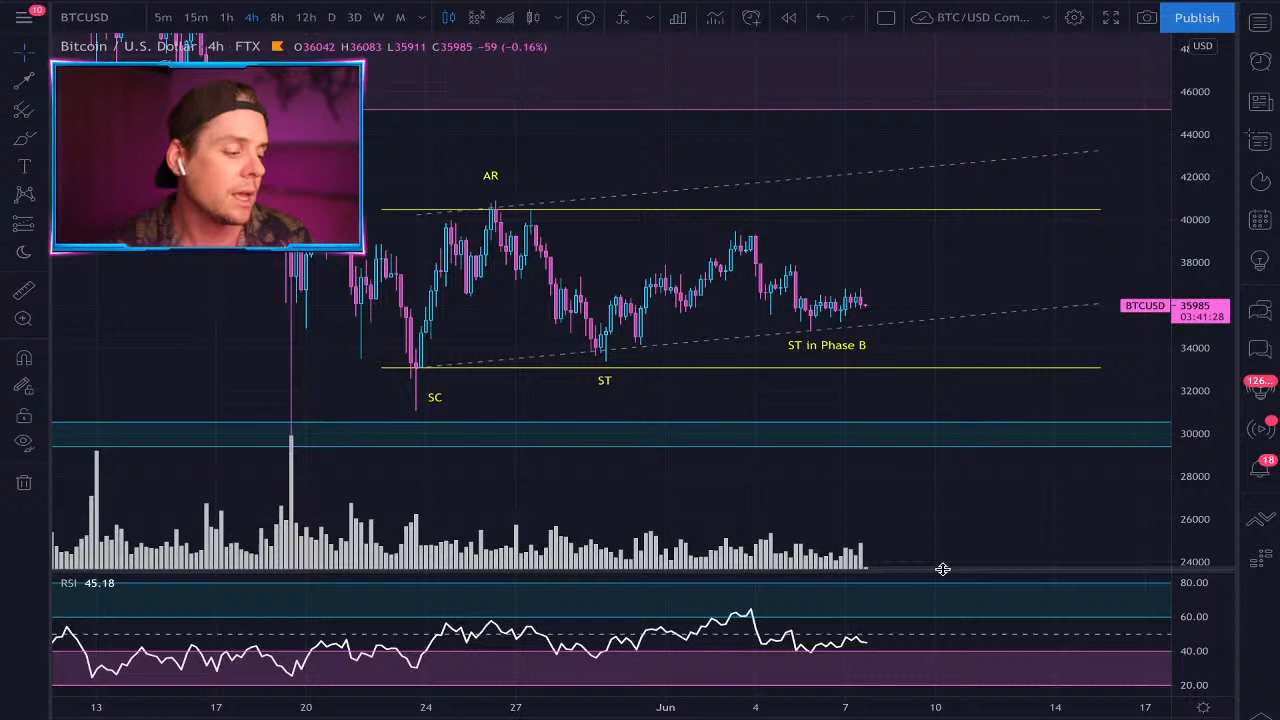 10
BTCUSD
5m 15m 1h 4h 8h 12h D 3D W M
BTC/USD Com...
Publish
Bitcoin / U.S. Dollar 4h FTX O36042 H36083 L35911 C35985 −59 (−0.16%)
USD
46000
44000
AR
42000
40000
38000
BTCUSD 35985
03:41:28
ST in Phase B
34000
ST
126...
SC
32000
30000
18
28000
26000
24000
RSI 45.18
80.00
60.00
40.00
20.00
13 17 20 24 27 Jun 4 7 10 14 17